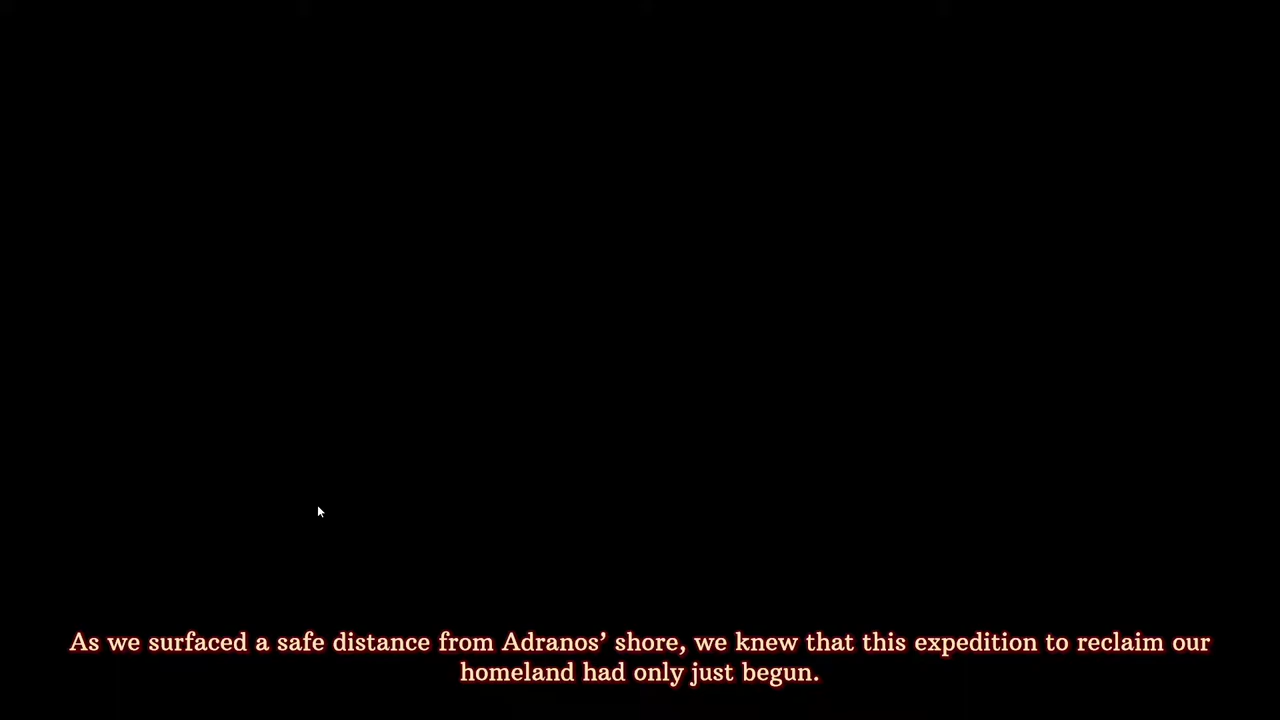 As we surfaced a safe distance from Adranos’ shore, we knew that this expedition to reclaim our
homeland had only just begun.